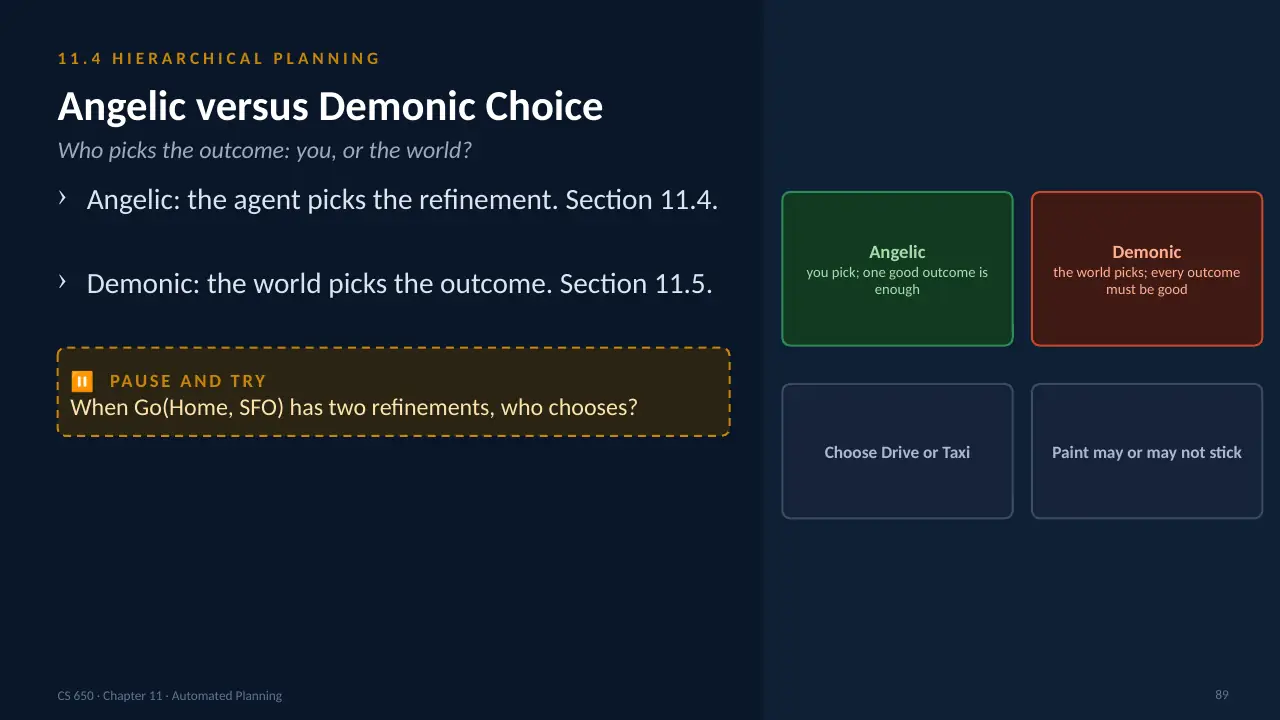 11.4 HIERARCHICAL PLANNING
Angelic versus Demonic Choice
Who picks the outcome: you, or the world?
› Angelic: the agent picks the refinement. Section 11.4.
› Demonic: the world picks the outcome. Section 11.5.
⏸ PAUSE AND TRY
When Go(Home, SFO) has two refinements, who chooses?
Angelic
you pick; one good outcome is
enough
Demonic
the world picks; every outcome
must be good
Choose Drive or Taxi
Paint may or may not stick
CS 650 · Chapter 11 · Automated Planning
89